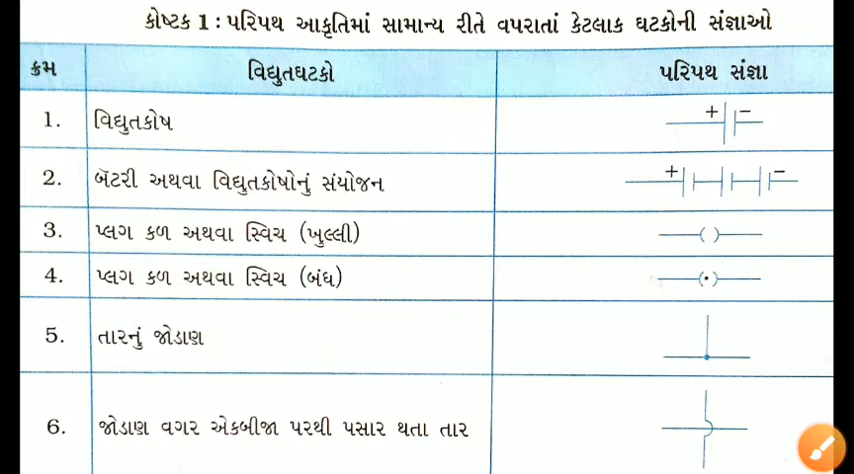 કોષ્ટક 1 : પરિપથ આકૃતિમાં સામાન્ય રીતે વપરાતાં કેટલાક ઘટકોની સંજ્ઞાઓ
ક્રમ વિદ્યુતઘટકો પરિપથ સંજ્ઞા
1. વિદ્યુતકોષ + −
2. બૅટરી અથવા વિદ્યુતકોષોનું સંયોજન + −
3. પ્લગ કળ અથવા સ્વિચ (ખુલ્લી)
4. પ્લગ કળ અથવા સ્વિચ (બંધ)
5. તારનું જોડાણ
6. જોડાણ વગર એકબીજા પરથી પસાર થતા તાર